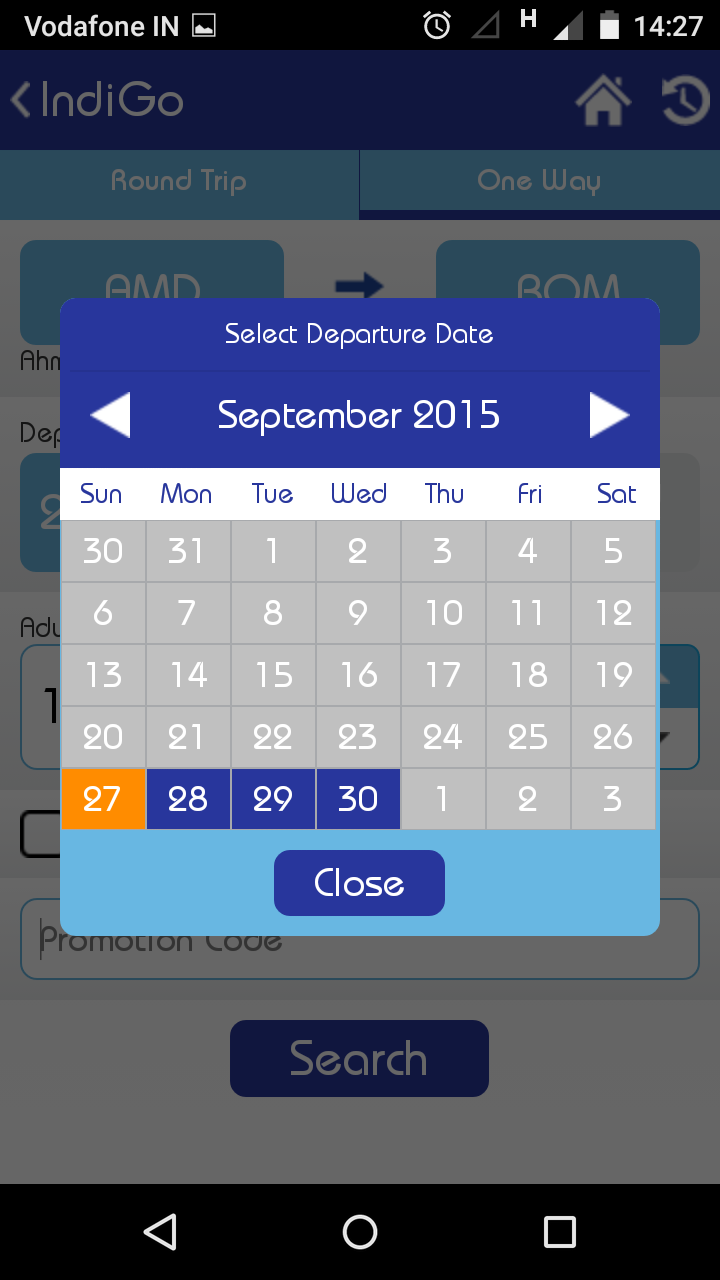 Vodafone IN H 14:27
IndiGo
Round Trip One Way
AMD BOM
Select Departure Date
September 2015
Sun Mon Tue Wed Thu Fri Sat
30 31 1 2 3 4 5
6 7 8 9 10 11 12
13 14 15 16 17 18 19
20 21 22 23 24 25 26
27 28 29 30 1 2 3
Close
Promotion Code
Search